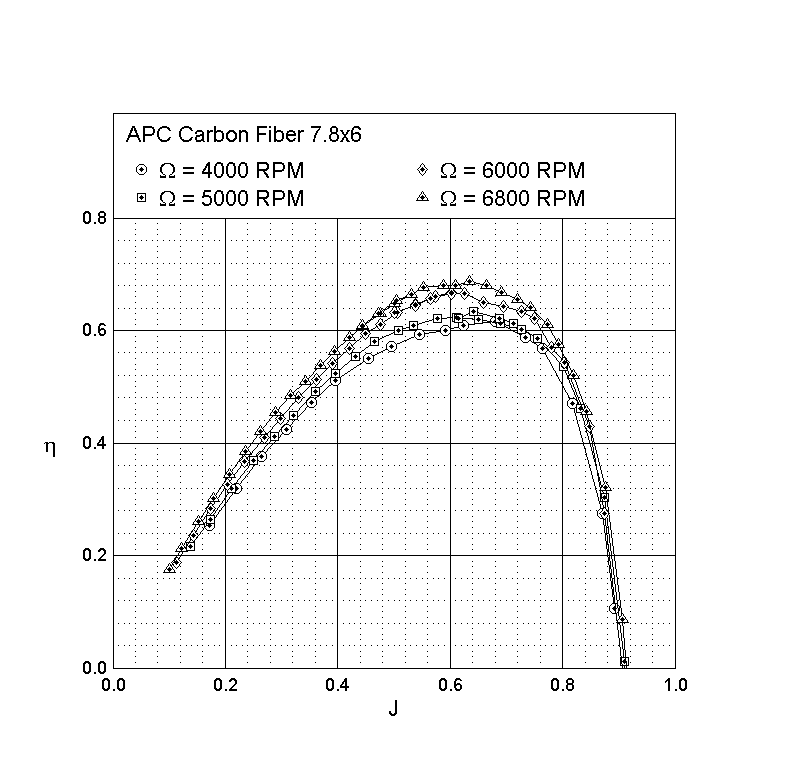 APC Carbon Fiber 7.8x6
Ω = 4000 RPM
Ω = 6000 RPM
Ω = 5000 RPM
Ω = 6800 RPM
0.8
0.6
0.4
η
0.2
0.0
0.0 0.2 0.4 0.6 0.8 1.0
J